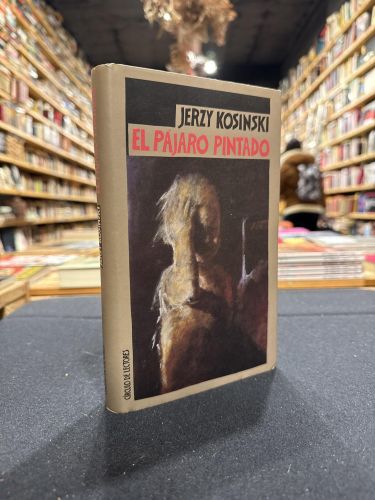 JERZY KOSINSKI
EL PÁJARO PINTADO
CÍRCULO DE LECTORES